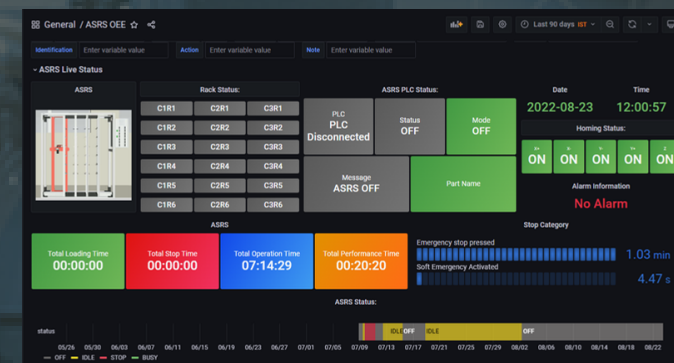 General / ASRS OEE
Last 90 days IST
Identification Enter variable value Action Enter variable value Note Enter variable value
ASRS Live Status
ASRS
Rack Status:
C1R1 C2R1 C3R1
C1R2 C2R2 C3R2
C1R3 C2R3 C3R3
C1R4 C2R4 C3R4
C1R5 C2R5 C3R5
C1R6 C2R6 C3R6
ASRS PLC Status:
PLC
PLC
Disconnected
Status
OFF
Mode
OFF
Message
ASRS OFF
Part Name
Date Time
2022-08-23 12:00:57
Homing Status:
ON ON ON ON ON
Alarm Information
No Alarm
ASRS
Total Loading Time
00:00:00
Total Stop Time
00:00:00
Total Operation Time
07:14:29
Total Performance Time
00:20:20
Stop Category
Emergency stop pressed
1.03 min
Soft Emergency Activated
4.47 s
ASRS Status:
status IDLE OFF IDLE OFF
05/26 05/30 06/03 06/07 06/11 06/15 06/19 06/23 06/27 07/01 07/05 07/09 07/13 07/17 07/21 07/25 07/29 08/02 08/06 08/10 08/14 08/18 08/22
OFF IDLE STOP BUSY